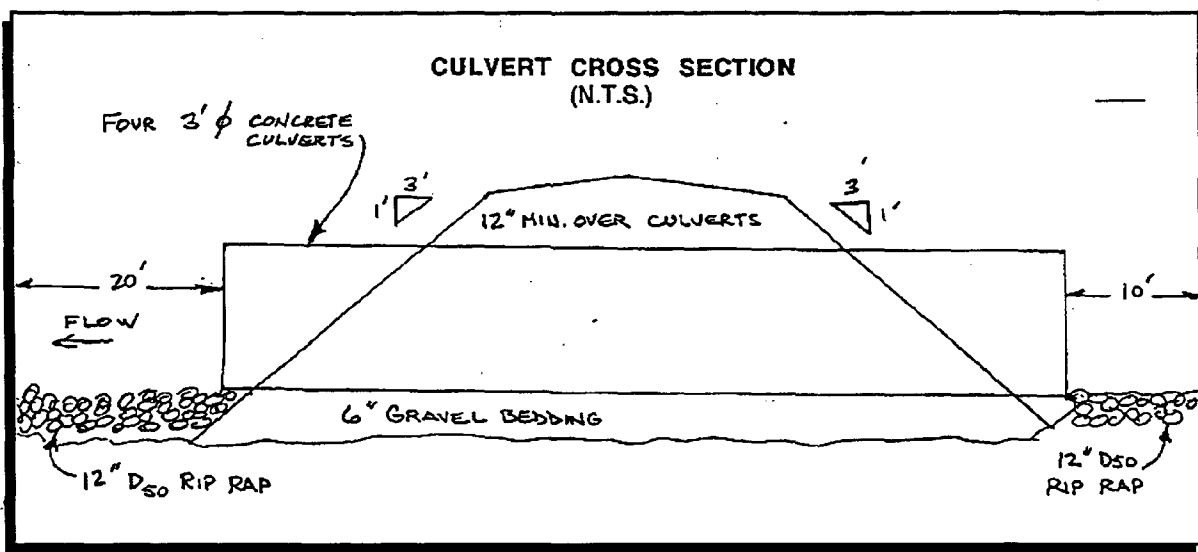 CULVERT CROSS SECTION
(N.T.S.)
FOUR 3' ϕ CONCRETE
CULVERTS
3'
1'
3'
1'
12" MIN. OVER CULVERTS
20'
10'
FLOW
6" GRAVEL BEDDING
12" D50 RIP RAP
12" D50
RIP RAP